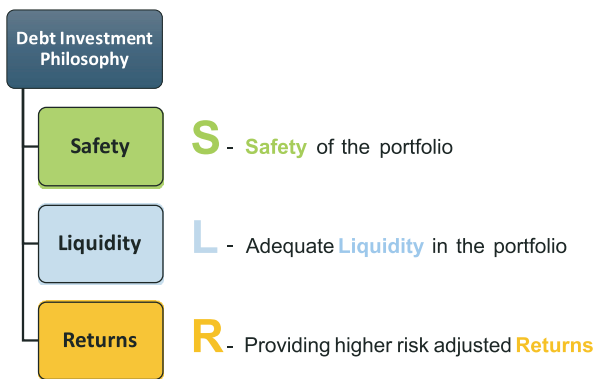 Debt Investment
Philosophy
Safety
S - Safety of the portfolio
Liquidity
L - Adequate Liquidity in the portfolio
Returns
R - Providing higher risk adjusted Returns